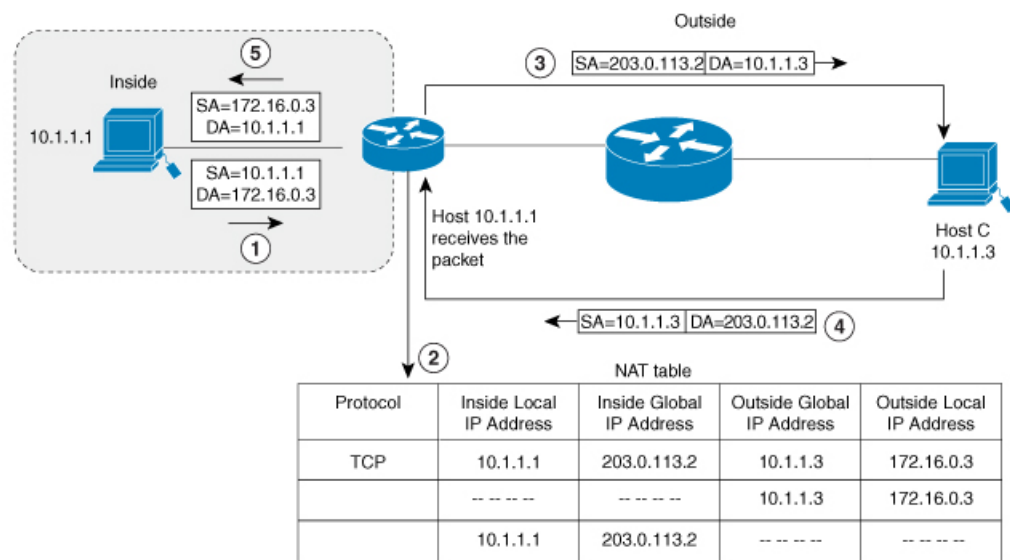 Outside
5
3
SA=203.0.113.2 DA=10.1.1.3
Inside
SA=172.16.0.3
DA=10.1.1.1
10.1.1.1
SA=10.1.1.1
DA=172.16.0.3
1
Host 10.1.1.1
receives the
packet
Host C
10.1.1.3
SA=10.1.1.3 DA=203.0.113.2
4
2
NAT table
Protocol Inside Local IP Address Inside Global IP Address Outside Global IP Address Outside Local IP Address
TCP 10.1.1.1 203.0.113.2 10.1.1.3 172.16.0.3
-- -- -- -- -- -- -- -- 10.1.1.3 172.16.0.3
10.1.1.1 203.0.113.2 -- -- -- -- -- -- -- --